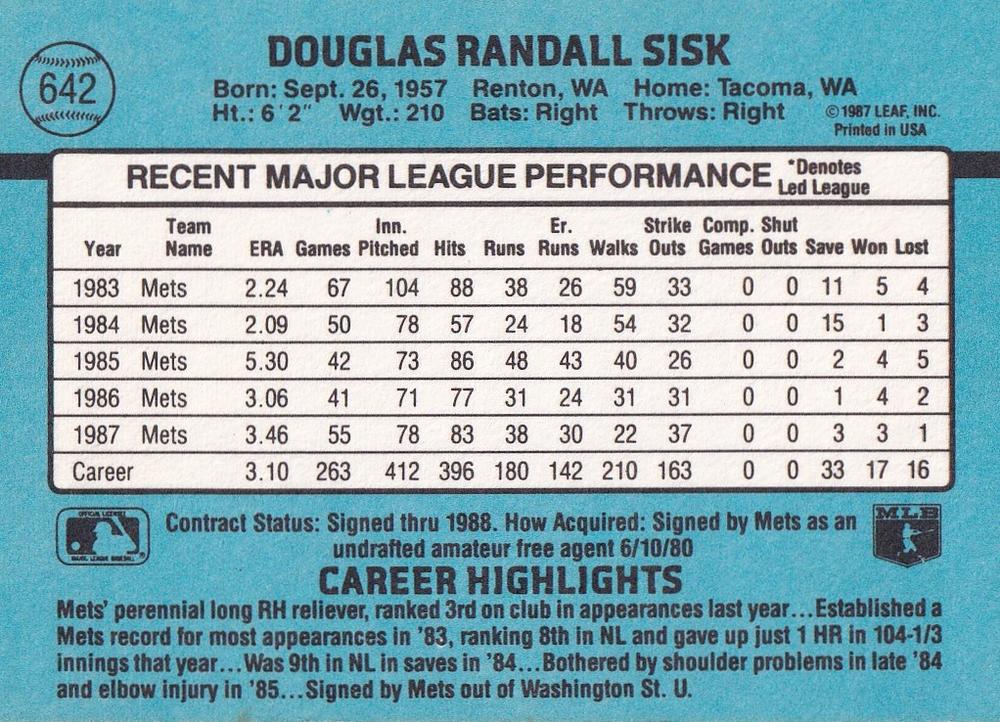 642
DOUGLAS RANDALL SISK
Born: Sept. 26, 1957 Renton, WA Home: Tacoma, WA
Ht.: 6'2" Wgt.: 210 Bats: Right Throws: Right
©1987 LEAF, INC.
Printed in USA
RECENT MAJOR LEAGUE PERFORMANCE *Denotes Led League
Year Team Name ERA Games Inn. Pitched Hits Runs Er. Runs Walks Strike Outs Comp. Games Shut Outs Save Won Lost
1983 Mets 2.24 67 104 88 38 26 59 33 0 0 11 5 4
1984 Mets 2.09 50 78 57 24 18 54 32 0 0 15 1 3
1985 Mets 5.30 42 73 86 48 43 40 26 0 0 2 4 5
1986 Mets 3.06 41 71 77 31 24 31 31 0 0 1 4 2
1987 Mets 3.46 55 78 83 38 30 22 37 0 0 3 3 1
Career 3.10 263 412 396 180 142 210 163 0 0 33 17 16
OFFICIAL LICENSEE
MAJOR LEAGUE BASEBALL
Contract Status: Signed thru 1988. How Acquired: Signed by Mets as an
undrafted amateur free agent 6/10/80
MLB
CAREER HIGHLIGHTS
Mets' perennial long RH reliever, ranked 3rd on club in appearances last year...Established a
Mets record for most appearances in '83, ranking 8th in NL and gave up just 1 HR in 104-1/3
innings that year...Was 9th in NL in saves in '84...Bothered by shoulder problems in late '84
and elbow injury in '85...Signed by Mets out of Washington St. U.